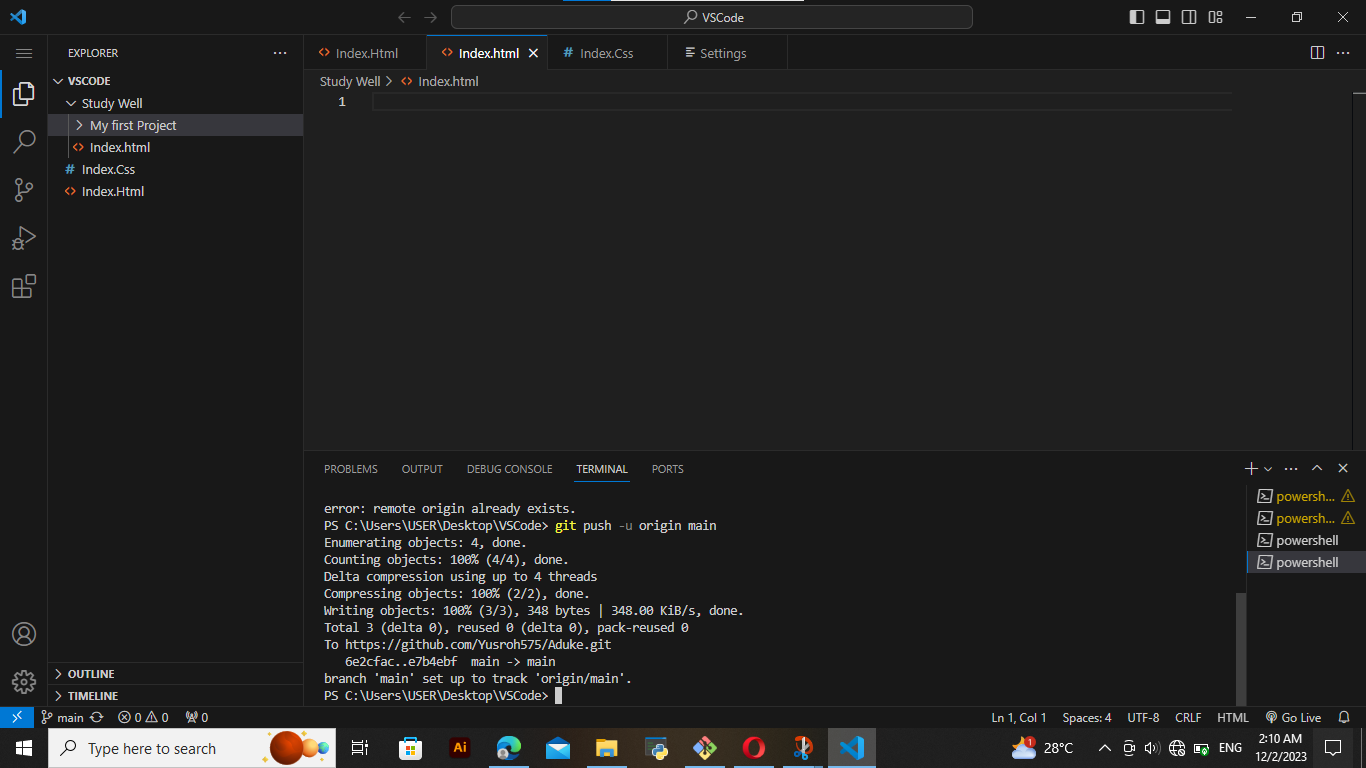 VSCode
EXPLORER
VSCODE
Study Well
My first Project
Index.html
Index.Css
Index.Html
OUTLINE
TIMELINE
Index.Html
Index.html
Index.Css
Settings
Study Well > Index.html
1
PROBLEMS OUTPUT DEBUG CONSOLE TERMINAL PORTS
error: remote origin already exists.
PS C:\Users\USER\Desktop\VSCode> git push -u origin main
Enumerating objects: 4, done.
Counting objects: 100% (4/4), done.
Delta compression using up to 4 threads
Compressing objects: 100% (2/2), done.
Writing objects: 100% (3/3), 348 bytes | 348.00 KiB/s, done.
Total 3 (delta 0), reused 0 (delta 0), pack-reused 0
To https://github.com/Yusroh575/Aduke.git
6e2cfac..e7b4ebf main -> main
branch 'main' set up to track 'origin/main'.
PS C:\Users\USER\Desktop\VSCode>
powersh...
powersh...
powershell
powershell
main 0 0 0
Ln 1, Col 1 Spaces: 4 UTF-8 CRLF HTML Go Live
Type here to search
Ai
1
28°C
ENG
2:10 AM
12/2/2023